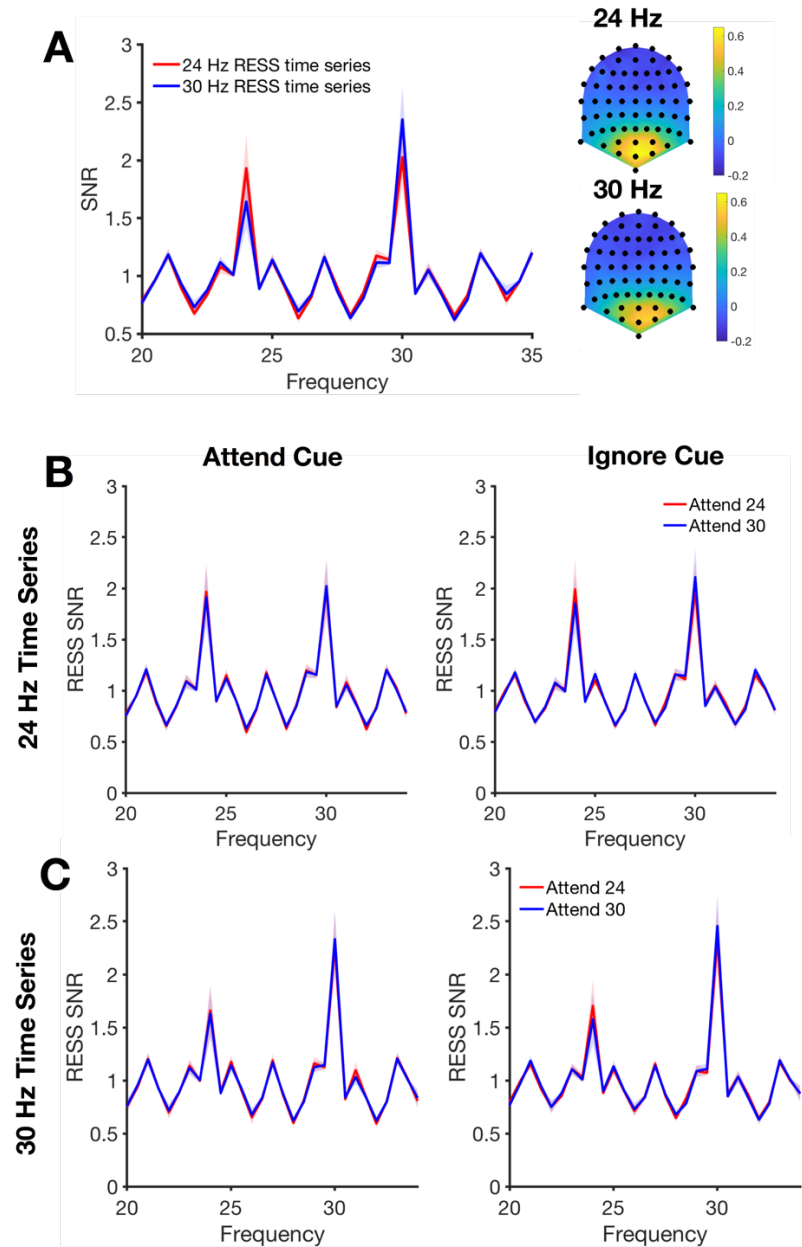 A
24 Hz RESS time series
30 Hz RESS time series
SNR
3
2.5
2
1.5
1
0.5
20 25 30 35
Frequency
24 Hz
0.6
0.4
0.2
0
-0.2
30 Hz
0.6
0.4
0.2
0
-0.2
B
Attend Cue
Ignore Cue
24 Hz Time Series
RESS SNR
3
2.5
2
1.5
1
0.5
0
20 25 30
Frequency
Attend 24
Attend 30
RESS SNR
3
2.5
2
1.5
1
0.5
0
20 25 30
Frequency
C
30 Hz Time Series
RESS SNR
3
2.5
2
1.5
1
0.5
0
20 25 30
Frequency
Attend 24
Attend 30
RESS SNR
3
2.5
2
1.5
1
0.5
0
20 25 30
Frequency